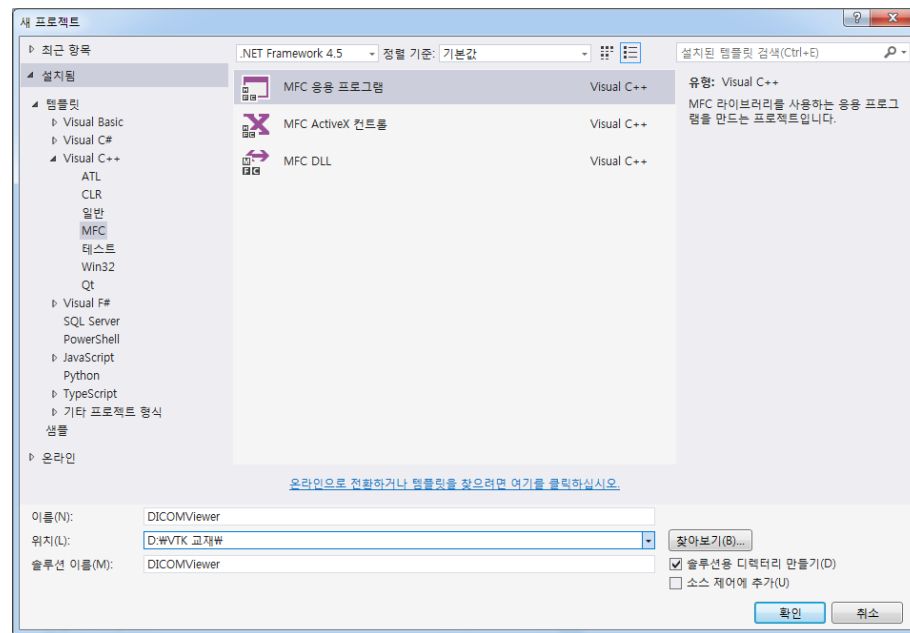 새 프로젝트
최근 항목
.NET Framework 4.5 정렬 기준: 기본값
설치된 템플릿 검색(Ctrl+E)
설치됨
템플릿
Visual Basic
Visual C#
Visual C++
ATL
CLR
일반
MFC
테스트
Win32
Qt
Visual F#
SQL Server
PowerShell
JavaScript
Python
TypeScript
기타 프로젝트 형식
샘플
온라인
MFC 응용 프로그램 Visual C++
MFC ActiveX 컨트롤 Visual C++
MFC DLL Visual C++
유형: Visual C++
MFC 라이브러리를 사용하는 응용 프로그
램을 만드는 프로젝트입니다.
온라인으로 전환하거나 템플릿을 찾으려면 여기를 클릭하십시오.
이름(N): DICOMViewer
위치(L): D:₩VTK 교재₩
찾아보기(B)...
솔루션 이름(M): DICOMViewer
솔루션용 디렉터리 만들기(D)
소스 제어에 추가(U)
확인 취소